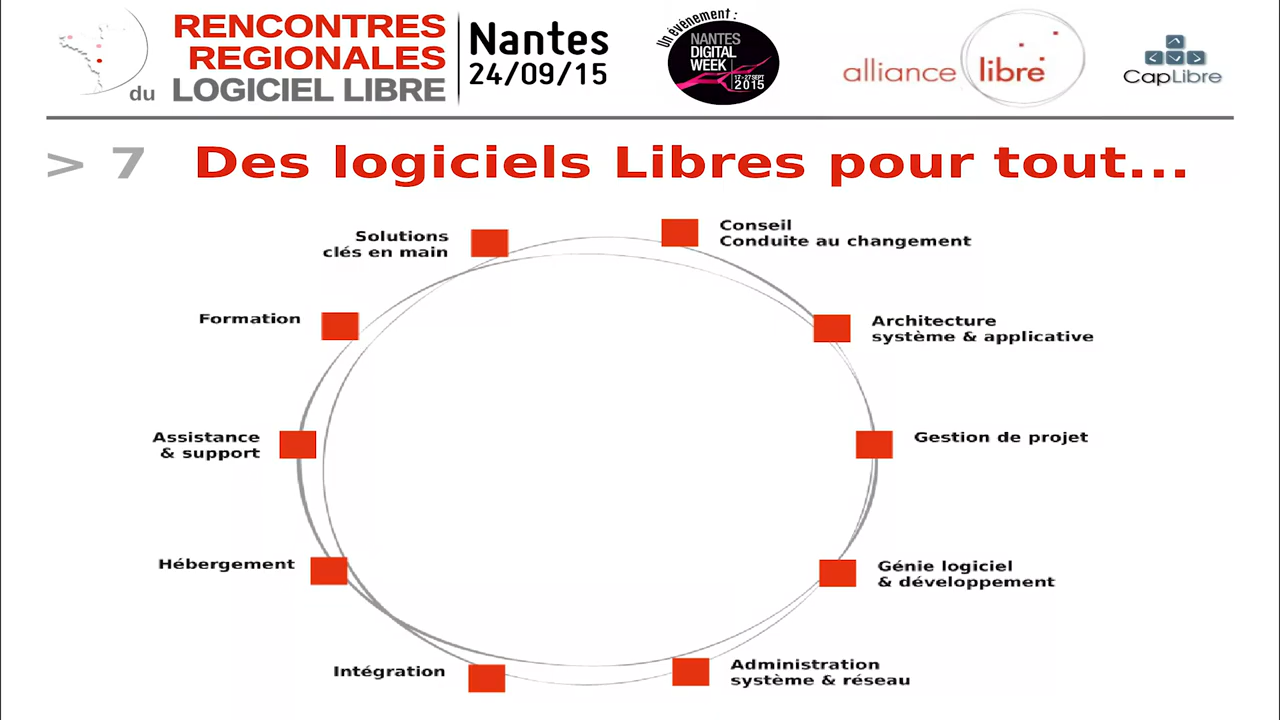 RENCONTRES
REGIONALES
du LOGICIEL LIBRE
Nantes
24/09/15
Un évènement :
NANTES
DIGITAL
WEEK
17>27 SEPT
2015
alliance libre
CapLibre
> 7 Des logiciels Libres pour tout...
Solutions
clés en main
Conseil
Conduite au changement
Formation
Architecture
système & applicative
Assistance
& support
Gestion de projet
Hébergement
Génie logiciel
& développement
Intégration
Administration
système & réseau